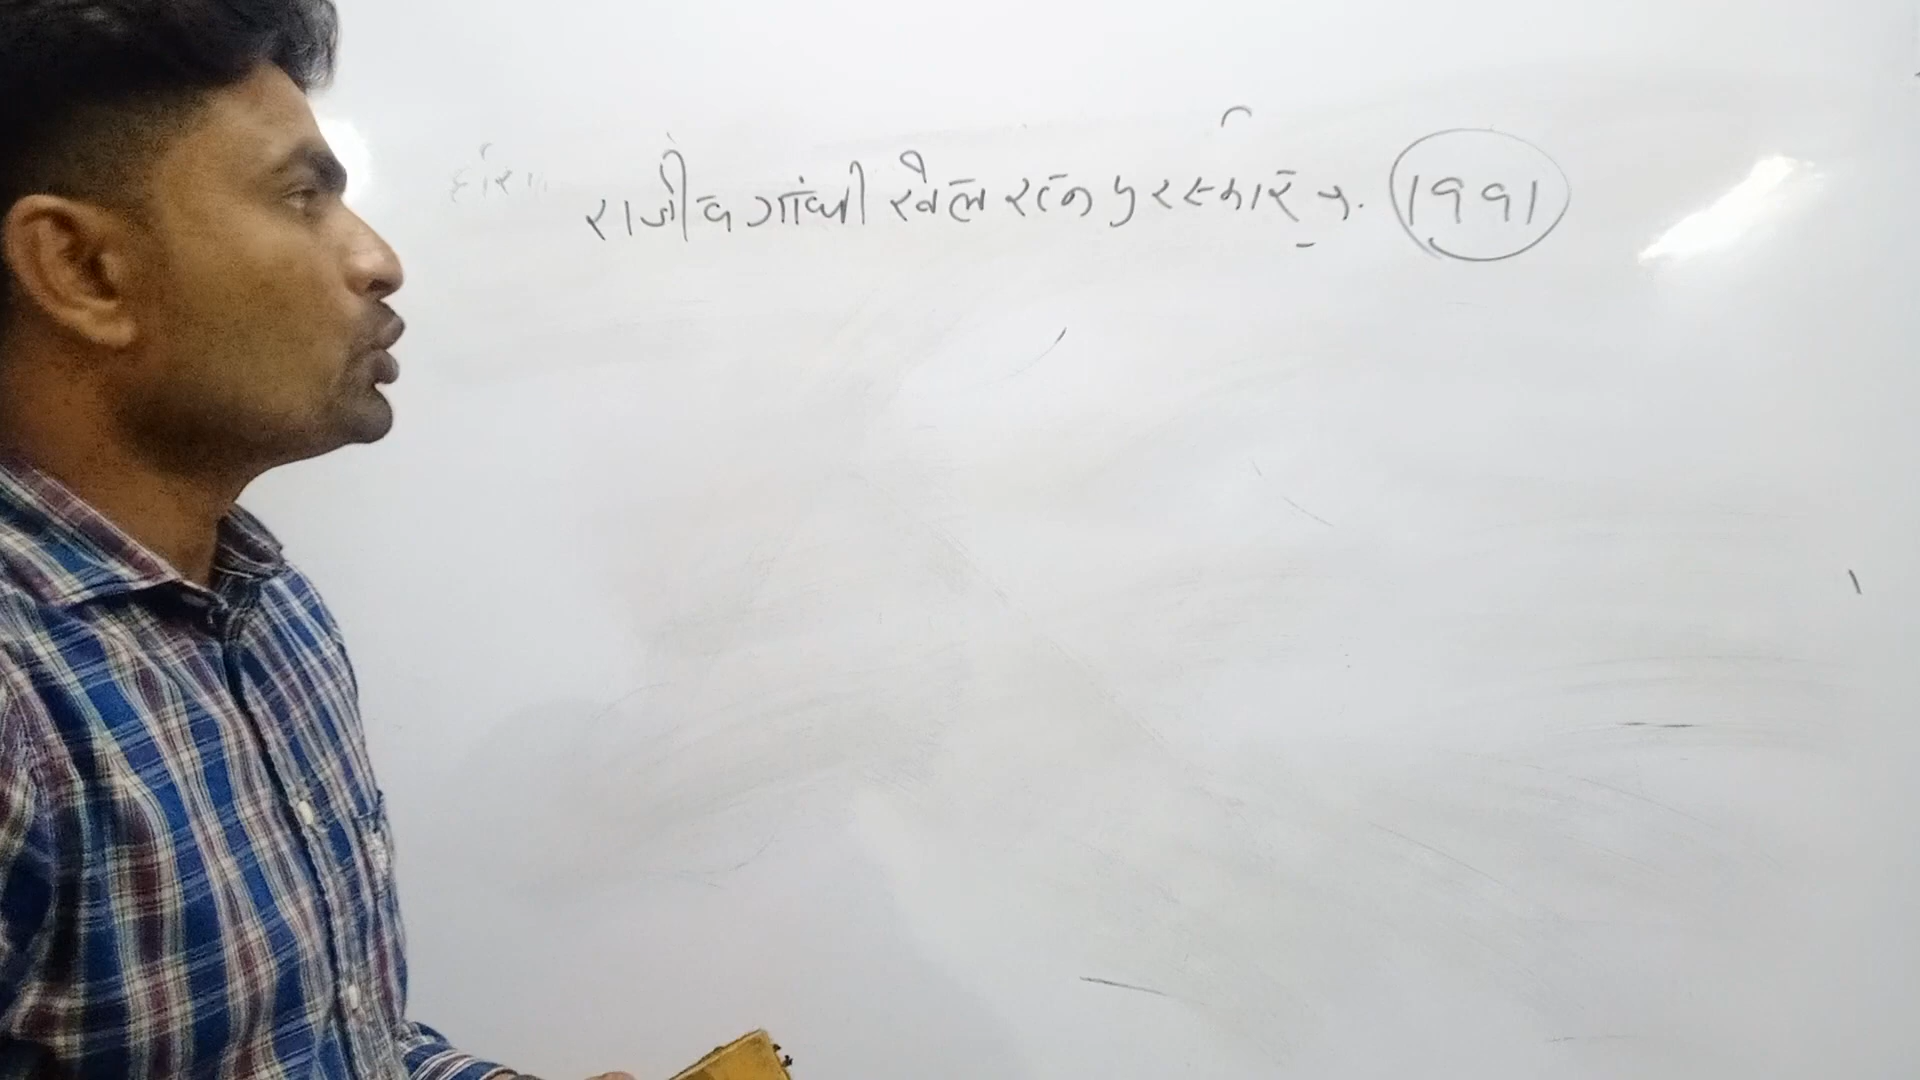 राजीव गांधी खेल रत्न पुरस्कार → 1991